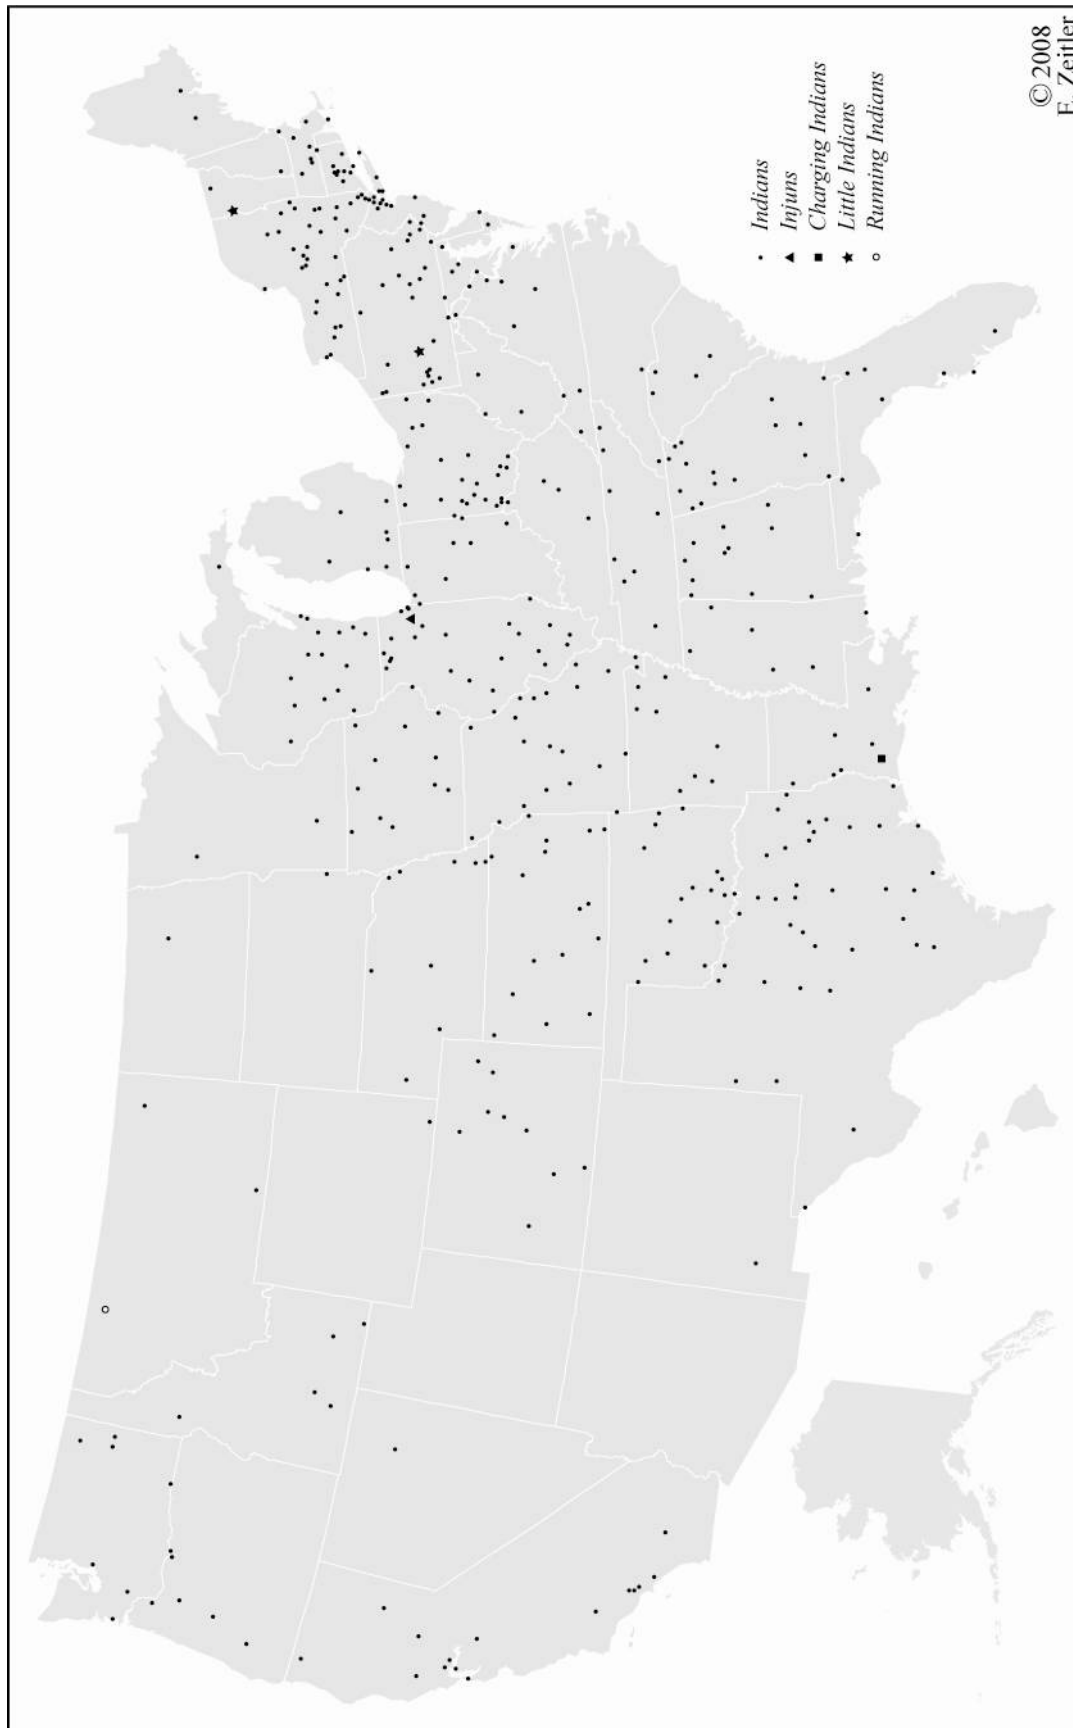 Indians
Injuns
Charging Indians
Little Indians
Running Indians
© 2008
E. Zeitler